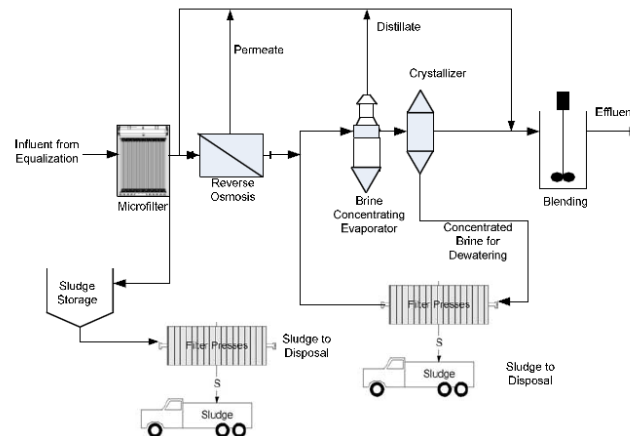 Distillate
Permeate
Crystallizer
Influent from
Equalization
Microfilter
Reverse
Osmosis
Brine
Concentrating
Evaporator
Effluen
Blending
Concentrated
Brine for
Dewatering
Sludge
Storage
Filter Presses
Sludge to
Disposal
S
Sludge
Filter Presses
S
Sludge
Sludge to
Disposal